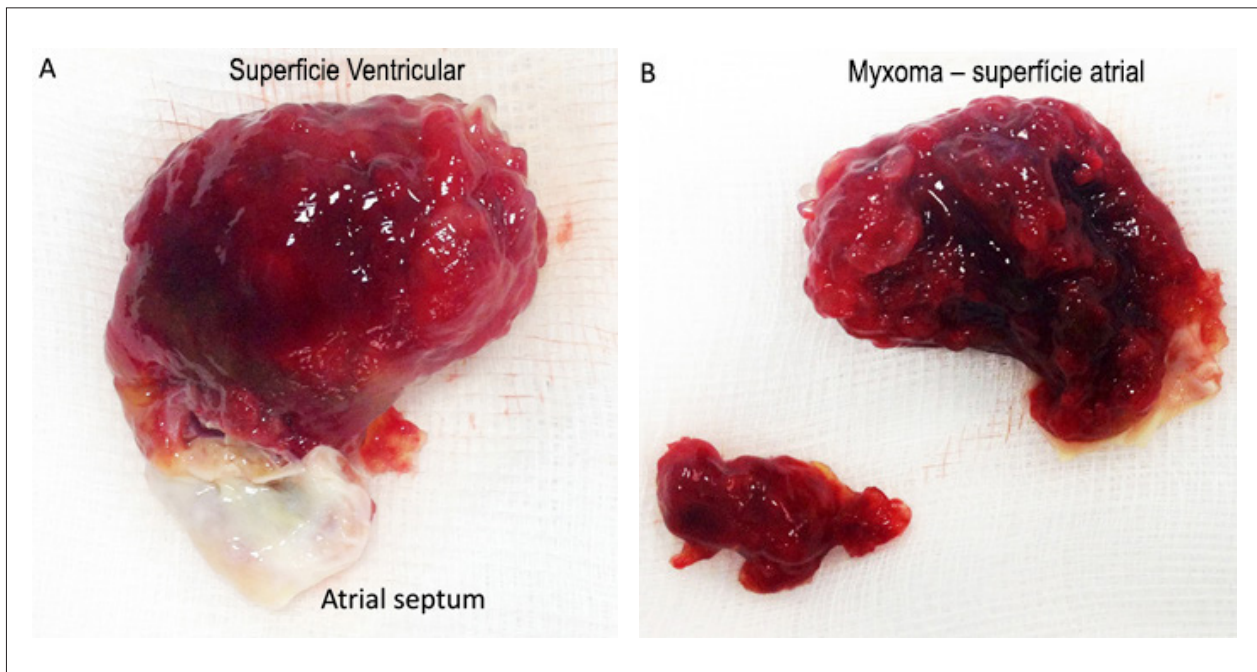 A
Superficie Ventricular
Atrial septum
B
Myxoma – superfície atrial